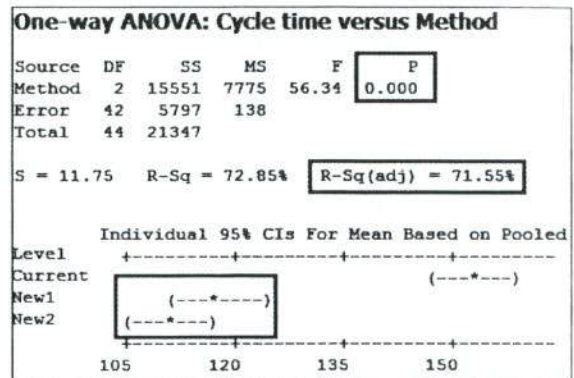 One-way ANOVA: Cycle time versus Method
Source DF SS MS F P
Method 2 15551 7775 56.34 0.000
Error 42 5797 138
Total 44 21347
S = 11.75 R-Sq = 72.85% R-Sq(adj) = 71.55%
Individual 95% CIs For Mean Based on Pooled
Level +---------+---------+---------+---------
Current (---*---)
New1 (---*----)
New2 (---*---)
+---------+---------+---------+---------
105 120 135 150